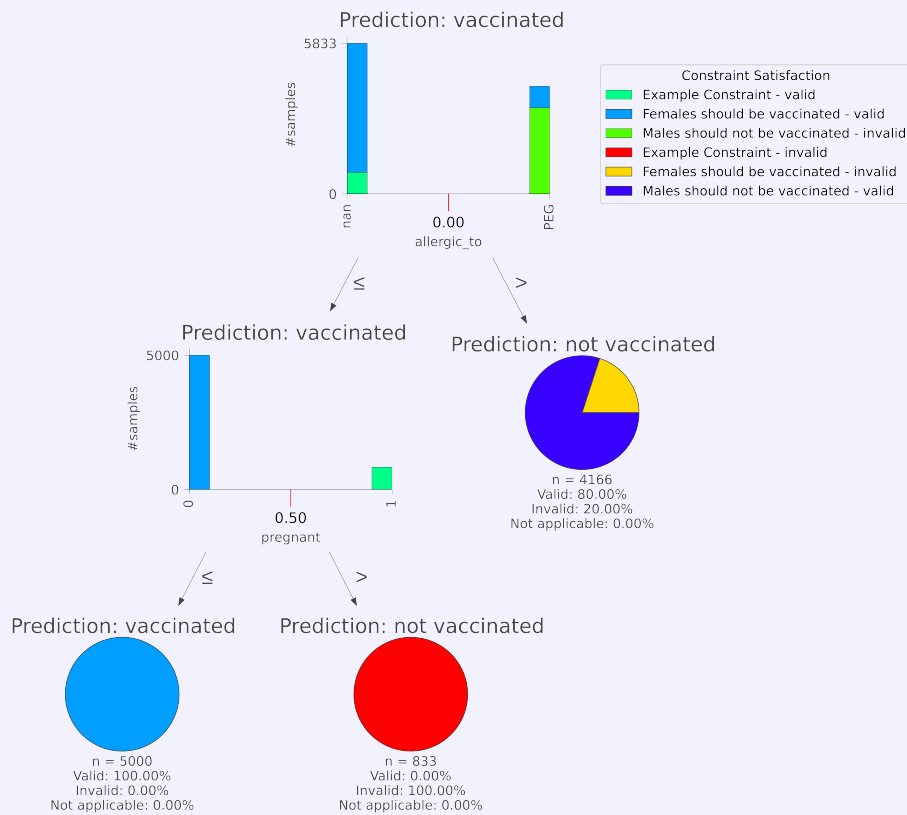 Prediction: vaccinated
5833
#samples
0
nan
0.00
PEG
allergic_to
Constraint Satisfaction
Example Constraint - valid
Females should be vaccinated - valid
Males should not be vaccinated - invalid
Example Constraint - invalid
Females should be vaccinated - invalid
Males should not be vaccinated - valid
≤
>
Prediction: vaccinated
5000
#samples
0
0
0.50
1
pregnant
Prediction: not vaccinated
n = 4166
Valid: 80.00%
Invalid: 20.00%
Not applicable: 0.00%
≤
>
Prediction: vaccinated
n = 5000
Valid: 100.00%
Invalid: 0.00%
Not applicable: 0.00%
Prediction: not vaccinated
n = 833
Valid: 0.00%
Invalid: 100.00%
Not applicable: 0.00%